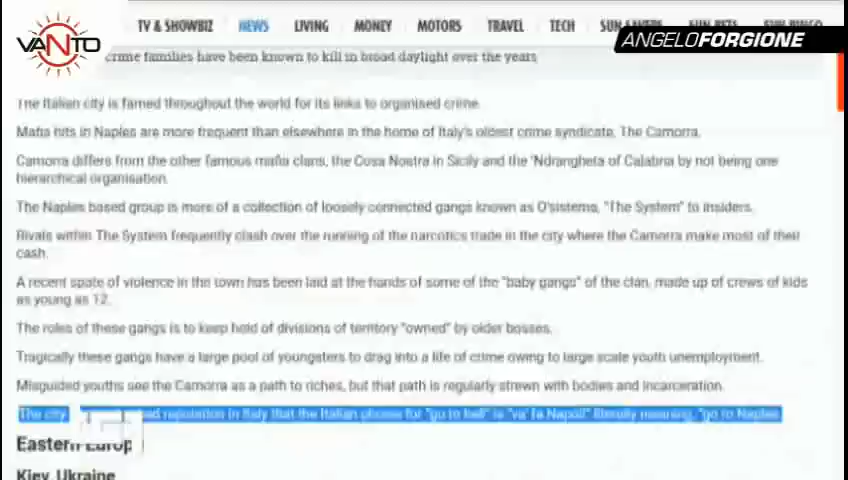 VANTO
TV & SHOWBIZ NEWS LIVING MONEY MOTORS TRAVEL TECH
ANGELOFORGIONE
crime families have been known to kill in broad daylight over the years
The Italian city is famed throughout the world for its links to organised crime.
Mafia hits in Naples are more frequent than elsewhere in the home of Italy's oldest crime syndicate, The Camorra.
Camorra differs from the other famous mafia clans, the Cosa Nostra in Sicily and the 'Ndrangheta of Calabria by not being one
hierarchical organisation.
The Naples based group is more of a collection of loosely connected gangs known as O'sistema, "The System" to insiders.
Rivals within The System frequently clash over the running of the narcotics trade in the city where the Camorra make most of their
cash.
A recent spate of violence in the town has been laid at the hands of some of the "baby gangs" of the clan, made up of crews of kids
as young as 12.
The roles of these gangs is to keep hold of divisions of territory "owned" by older bosses.
Tragically these gangs have a large pool of youngsters to drag into a life of crime owing to large scale youth unemployment.
Misguided youths see the Camorra as a path to riches, but that path is regularly strewn with bodies and incarceration.
The city bad reputation in Italy that the Italian phrase for "go to hell" is "va' fa Napoli" literally meaning, "go to Naples
Eastern Europ
Kiev, Ukraine